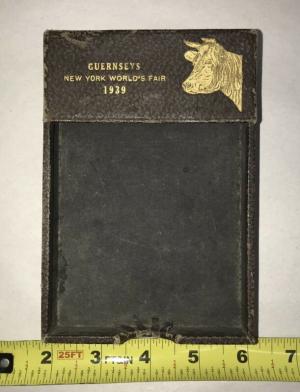 GUERNSEYS
NEW YORK WORLD'S FAIR
1939
2 25FT 3 4 5 6 7